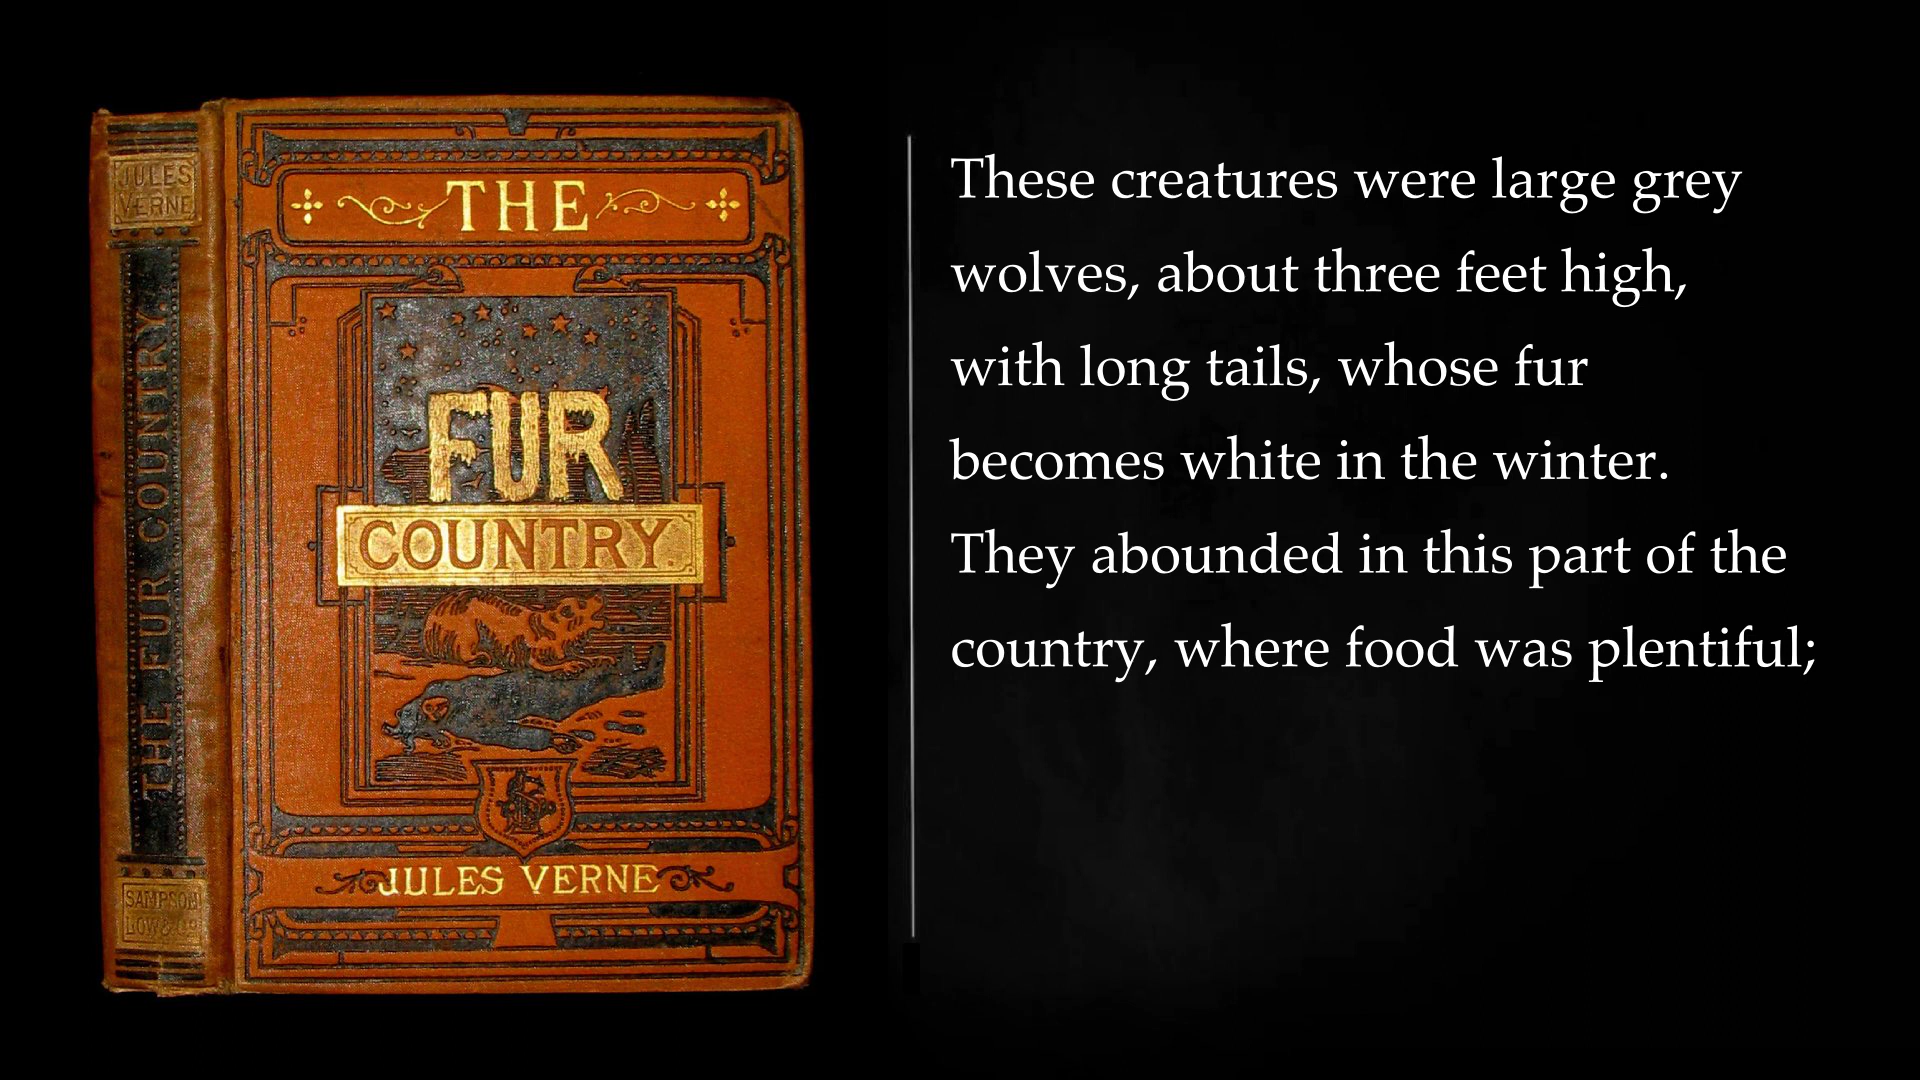 JULES
VERNE
THE FUR COUNTRY.
SAMPSON
LOW & Co
THE
FUR
COUNTRY.
JULES VERNE
These creatures were large grey
wolves, about three feet high,
with long tails, whose fur
becomes white in the winter.
They abounded in this part of the
country, where food was plentiful;